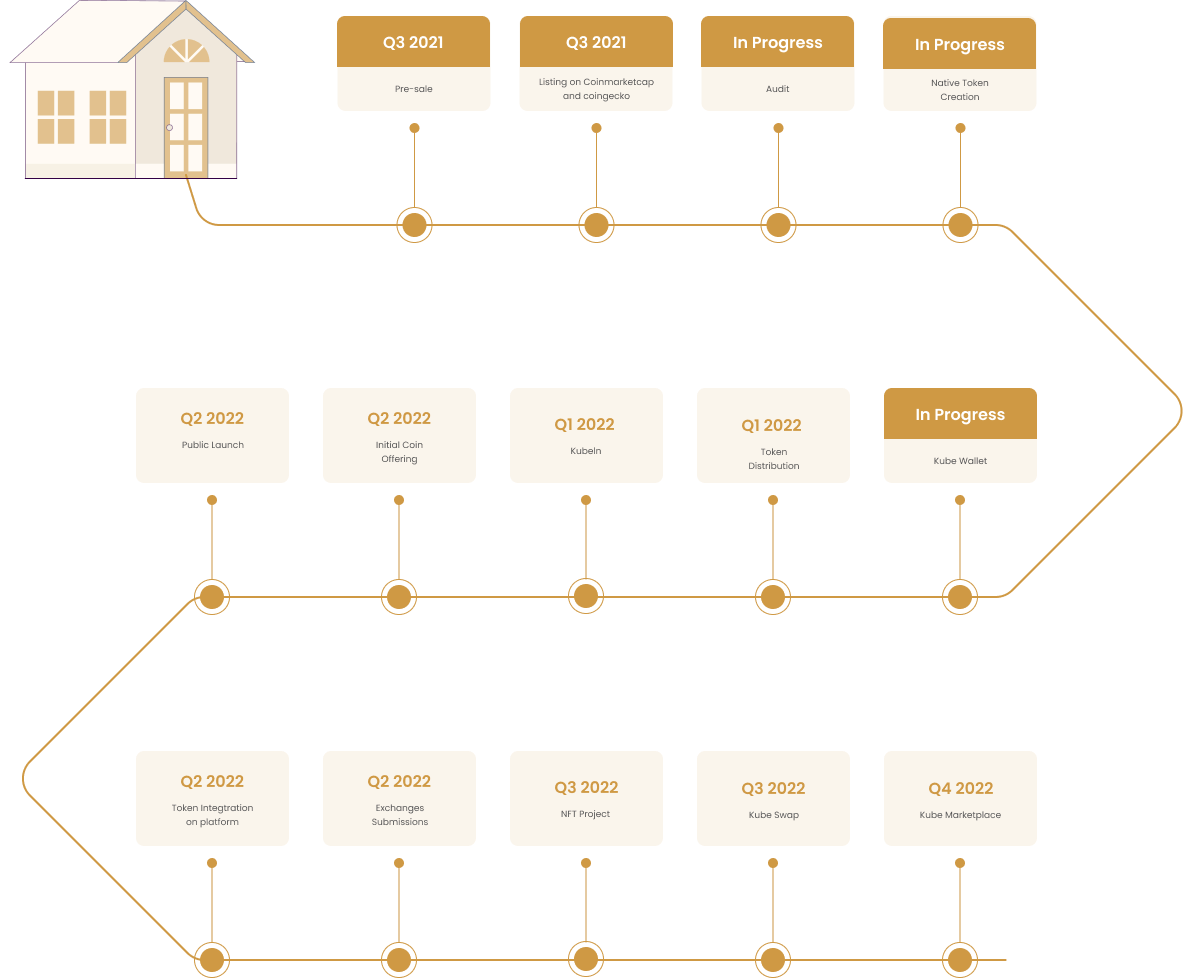 Q3 2021
Pre-sale
Q3 2021
Listing on Coinmarketcap
and coingecko
In Progress
Audit
In Progress
Native Token
Creation
Q2 2022
Public Launch
Q2 2022
Initial Coin
Offering
Q1 2022
KubeIn
Q1 2022
Token
Distribution
In Progress
Kube Wallet
Q2 2022
Token Integtration
on platform
Q2 2022
Exchanges
Submissions
Q3 2022
NFT Project
Q3 2022
Kube Swap
Q4 2022
Kube Marketplace